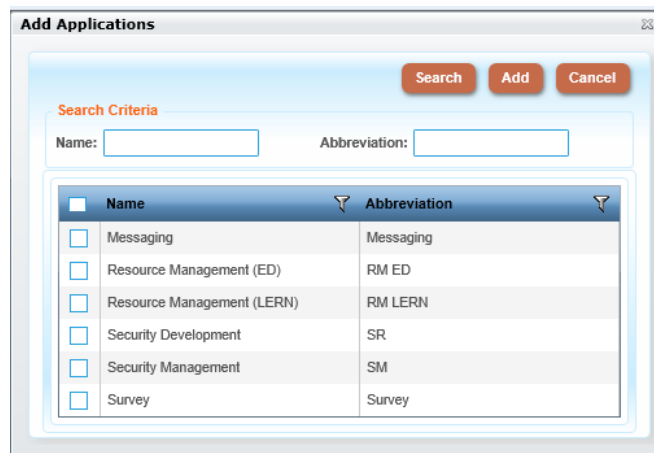 Add Applications
Search Add Cancel
Search Criteria
Name: Abbreviation:
Name Abbreviation
Messaging Messaging
Resource Management (ED) RM ED
Resource Management (LERN) RM LERN
Security Development SR
Security Management SM
Survey Survey